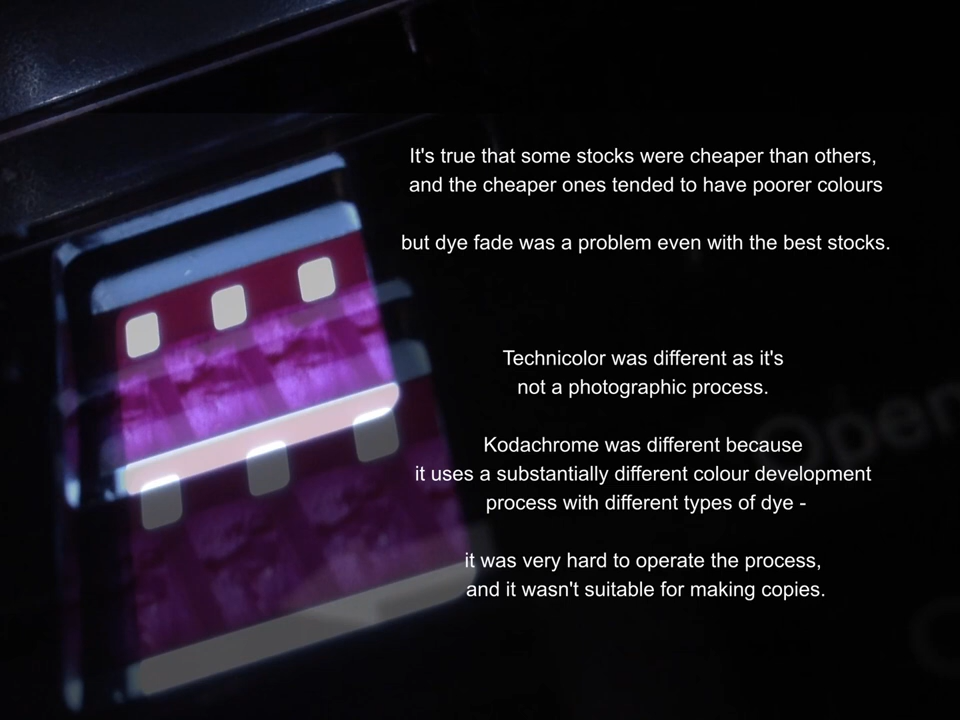 It's true that some stocks were cheaper than others,
and the cheaper ones tended to have poorer colours
but dye fade was a problem even with the best stocks.
Technicolor was different as it's
not a photographic process.
Kodachrome was different because
it uses a substantially different colour development
process with different types of dye -
it was very hard to operate the process,
and it wasn't suitable for making copies.
Open